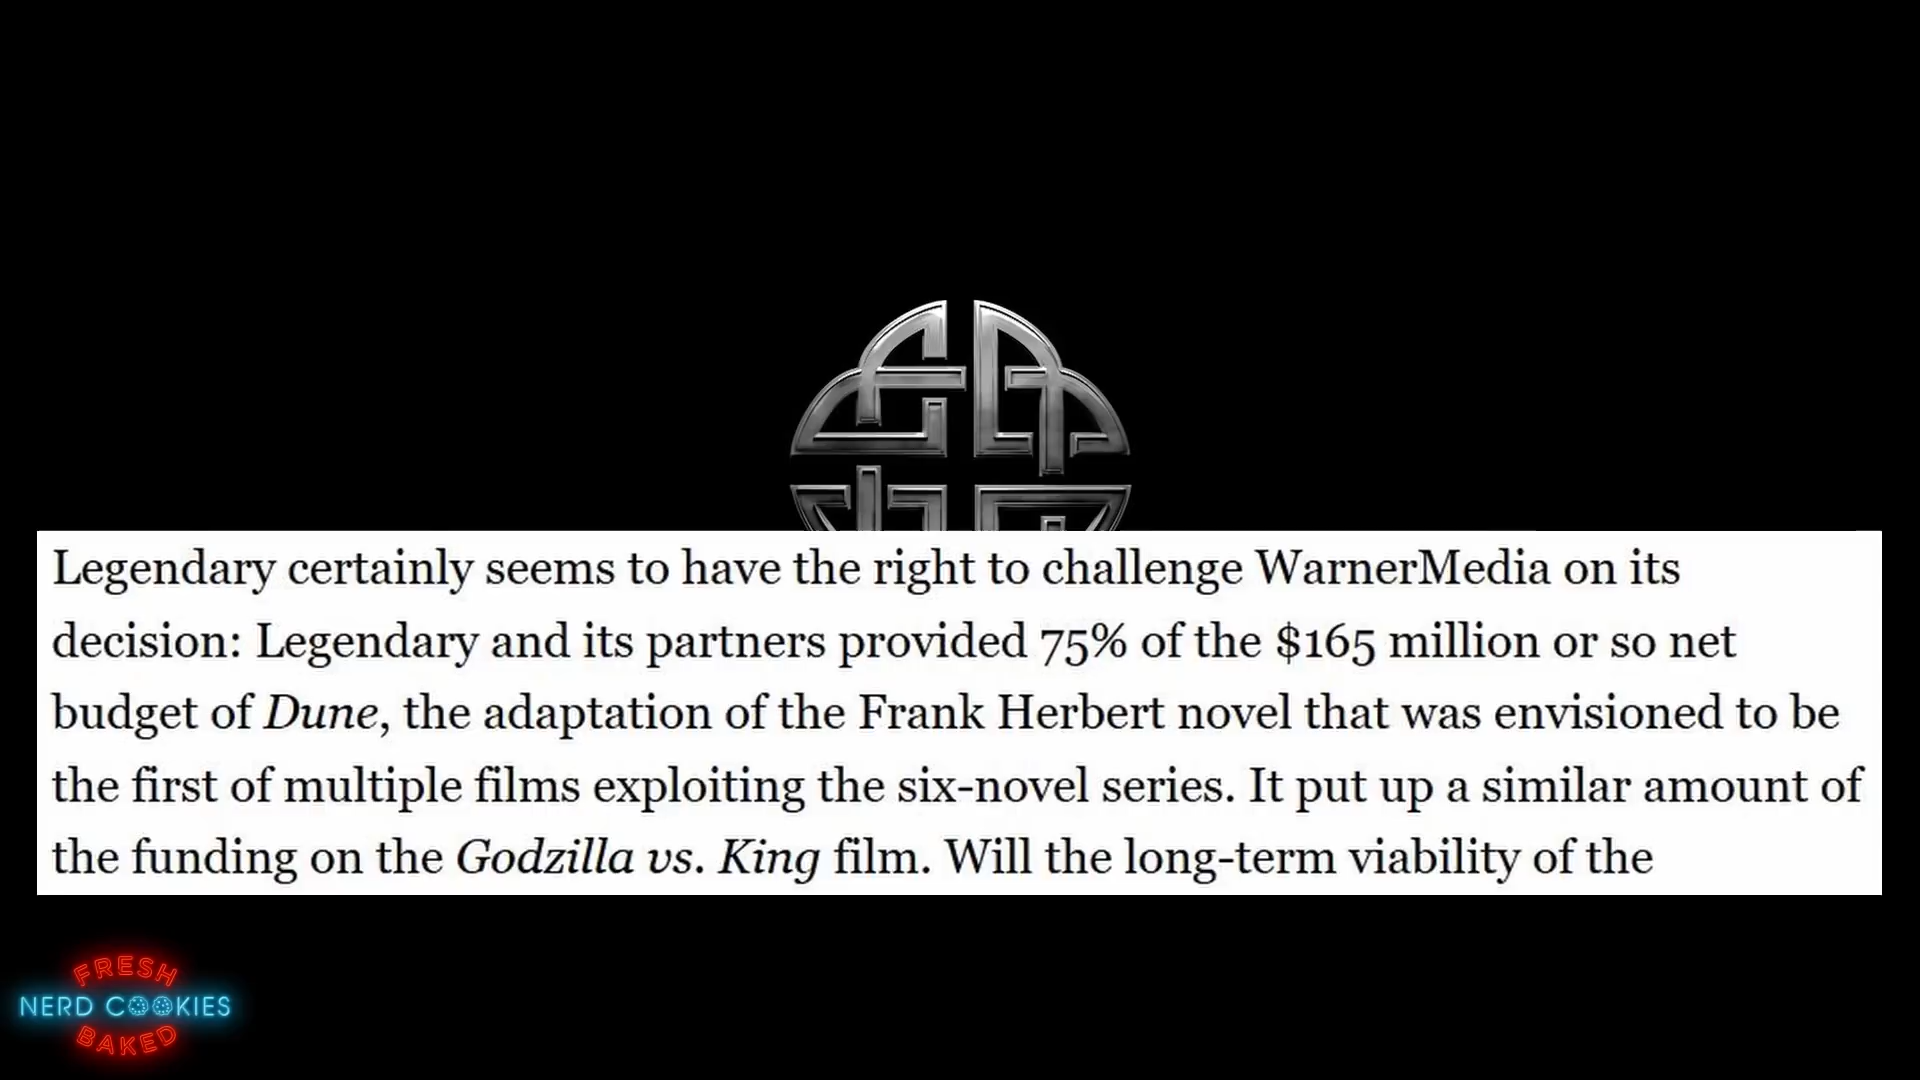 Legendary certainly seems to have the right to challenge WarnerMedia on its
decision: Legendary and its partners provided 75% of the $165 million or so net
budget of Dune, the adaptation of the Frank Herbert novel that was envisioned to be
the first of multiple films exploiting the six-novel series. It put up a similar amount of
the funding on the Godzilla vs. King film. Will the long-term viability of the
FRESH
NERD COOKIES
BAKED